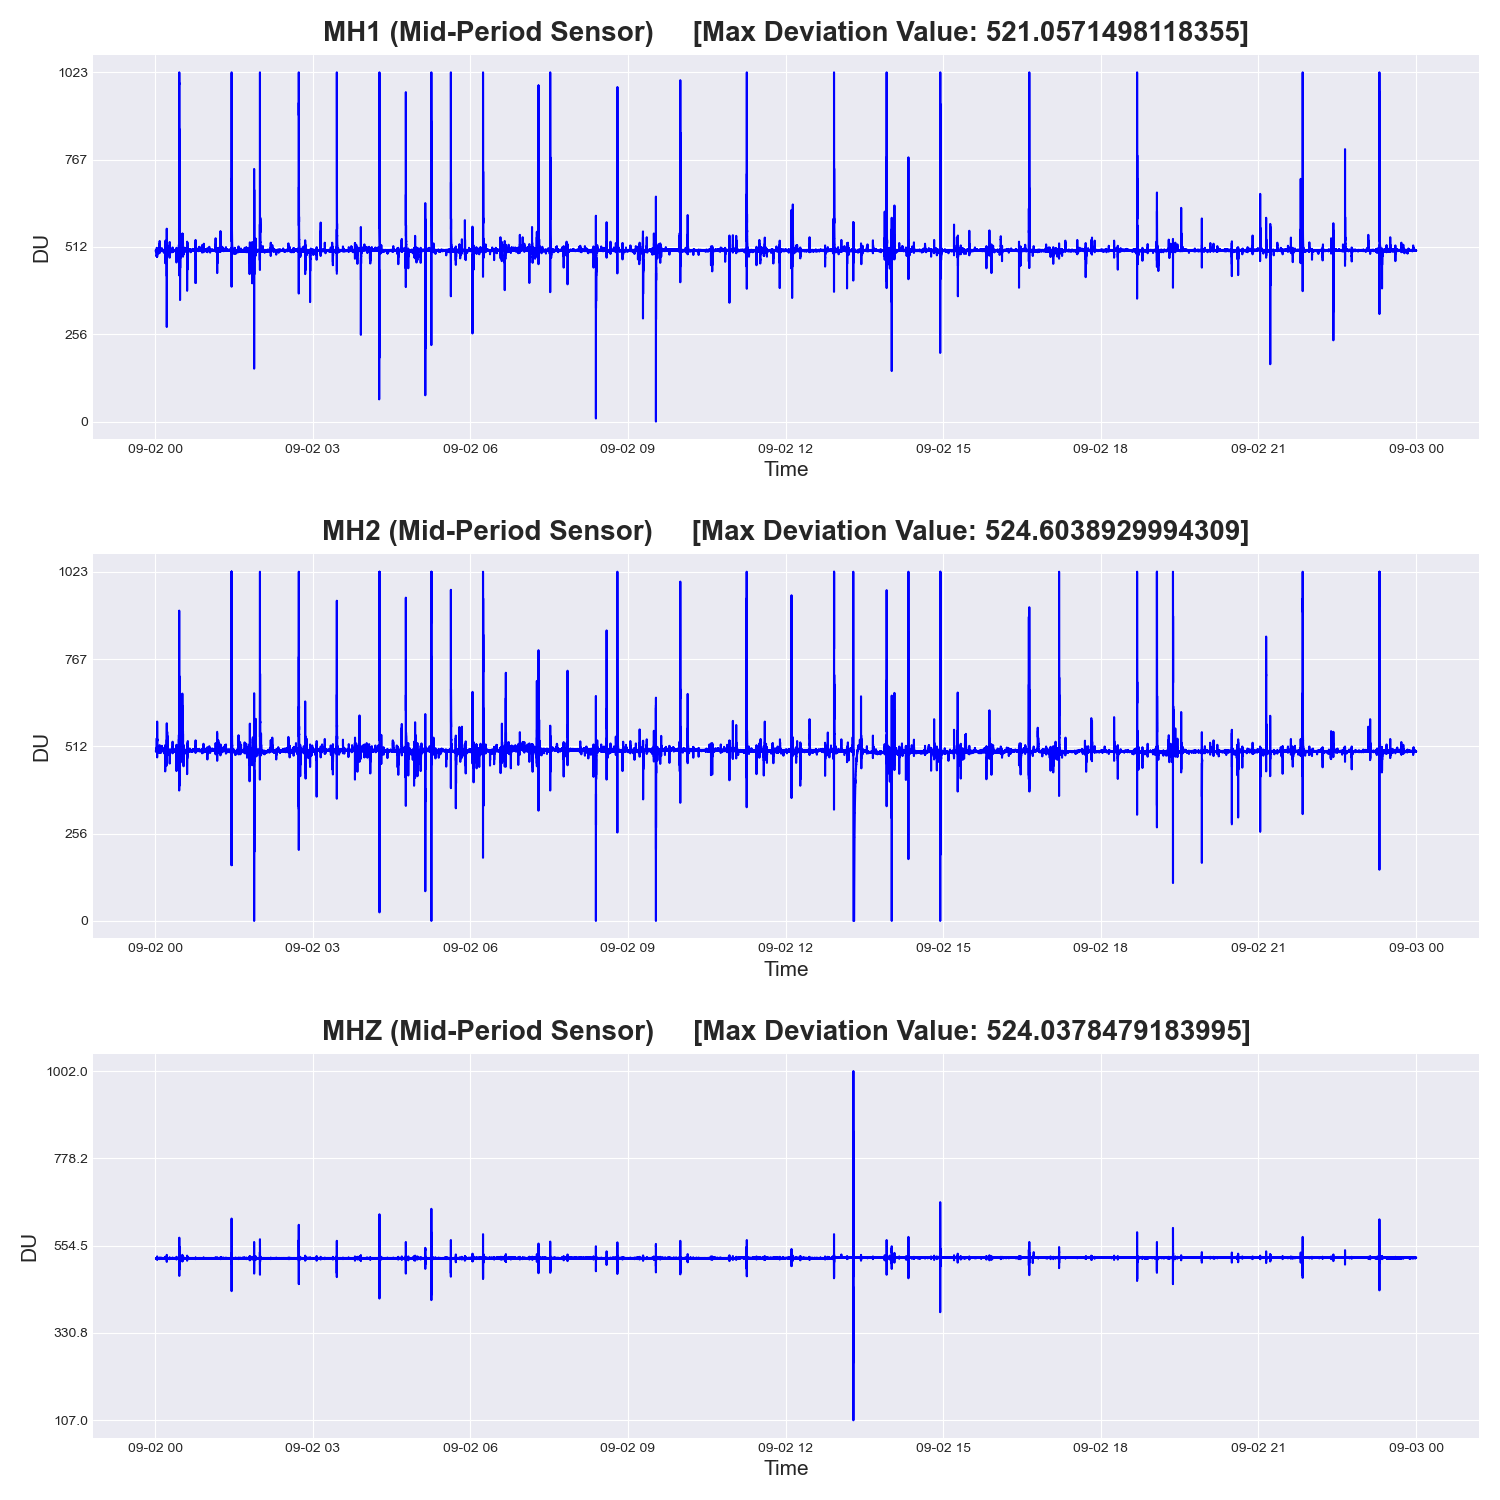 MH1 (Mid-Period Sensor) [Max Deviation Value: 521.0571498118355]
1023
767
512
256
0
DU
09-02 00 09-02 03 09-02 06 09-02 09 09-02 12 09-02 15 09-02 18 09-02 21 09-03 00
Time
MH2 (Mid-Period Sensor) [Max Deviation Value: 524.6038929994309]
1023
767
512
256
0
DU
09-02 00 09-02 03 09-02 06 09-02 09 09-02 12 09-02 15 09-02 18 09-02 21 09-03 00
Time
MHZ (Mid-Period Sensor) [Max Deviation Value: 524.0378479183995]
1002.0
778.2
554.5
330.8
107.0
DU
09-02 00 09-02 03 09-02 06 09-02 09 09-02 12 09-02 15 09-02 18 09-02 21 09-03 00
Time